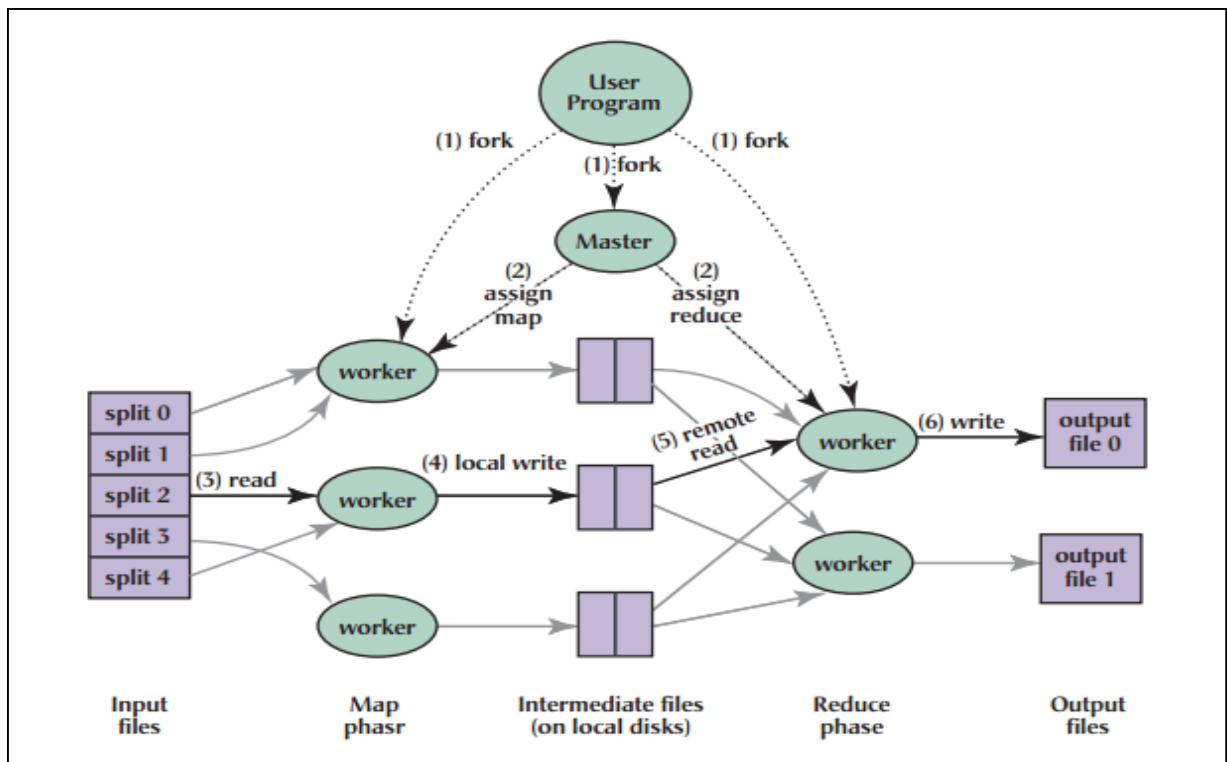 User
Program
(1) fork
(1) fork
(1) fork
Master
(2)
assign
map
(2)
assign
reduce
worker
split 0
split 1
split 2
split 3
split 4
(3) read
worker
(4) local write
(5) remote
read
worker
(6) write
output
file 0
worker
output
file 1
worker
Input
files
Map
phasr
Intermediate files
(on local disks)
Reduce
phase
Output
files